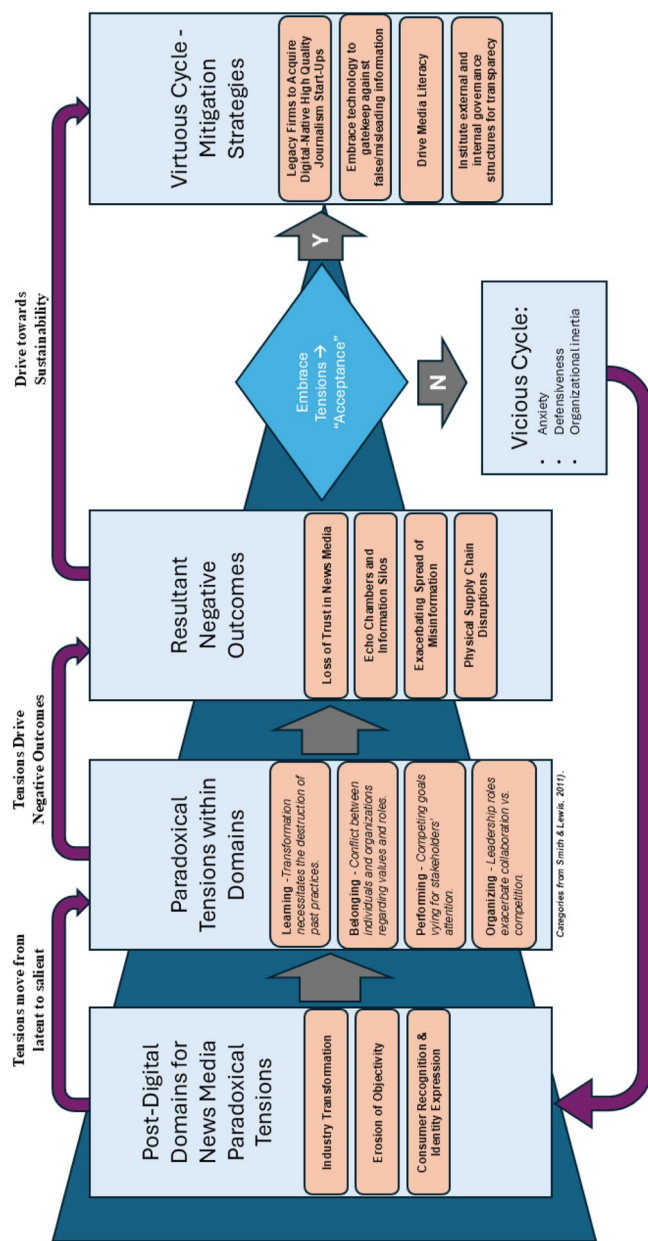 Tensions move from
latent to salient
Tensions Drive
Negative Outcomes
Drive towards
Sustainability
Post-Digital
Domains for
News Media
Paradoxical
Tensions
Industry Transformation
Erosion of Objectivity
Consumer Recognition &
Identity Expression
Paradoxical
Tensions within
Domains
Learning - Transformation
necessitates the destruction of
past practices.
Belonging - Conflict between
individuals and organizations
regarding values and roles.
Performing - Competing goals
vying for stakeholders'
attention.
Organizing - Leadership roles
exacerbate collaboration vs.
competition.
Categories from Smith & Lewis, 2011).
Resultant
Negative
Outcomes
Loss of Trust in News Media
Echo Chambers and
Information Silos
Exacerbating Spread of
Misinformation
Physical Supply Chain
Disruptions
Embrace
Tensions →
“Acceptance”
Y
N
Virtuous Cycle -
Mitigation
Strategies
Legacy Firms to Acquire
Digital-Native High Quality
Journalism Start-Ups
Embrace technology to
gatekeep against
false/misleading information
Drive Media Literacy
Institute external and
internal governance
structures for transparecy
Vicious Cycle:
• Anxiety
• Defensiveness
Organizational inertia